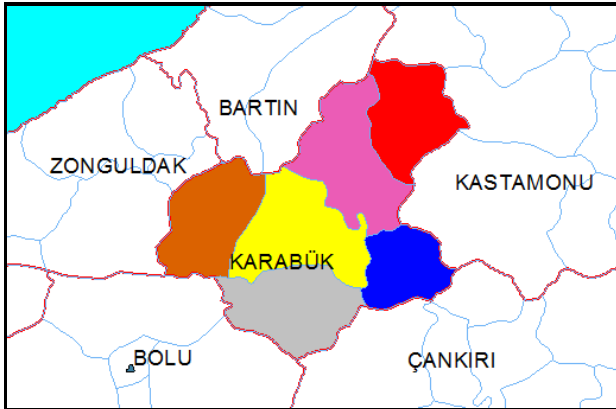 BARTIN
ZONGULDAK
KASTAMONU
KARABÜK
BOLU
ÇANKIRI